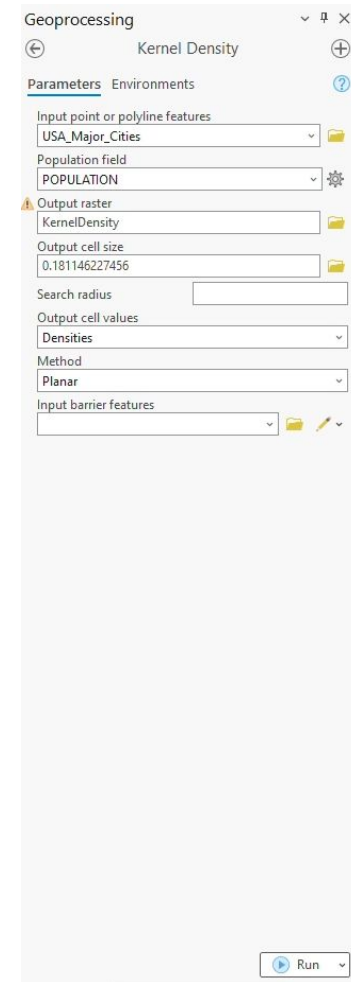 Geoprocessing
Kernel Density
Parameters Environments
Input point or polyline features
USA_Major_Cities
Population field
POPULATION
Output raster
KernelDensity
Output cell size
0.181146227456
Search radius
Output cell values
Densities
Method
Planar
Input barrier features
Run